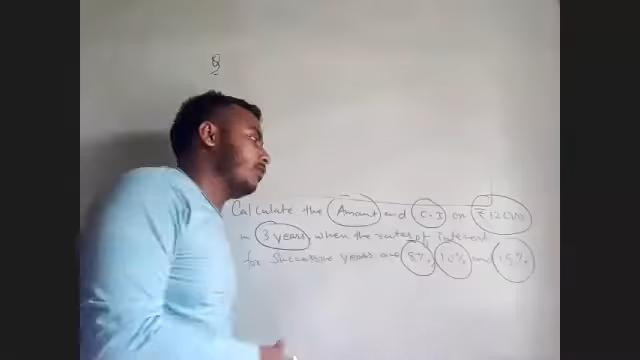 Q
Calculate the Amount and C.I on ₹12000
in 3 years, when the rates of interest
for successive years are 8%, 10% and 15%.